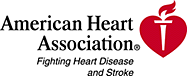 American Heart
Association®
Fighting Heart Disease
and Stroke